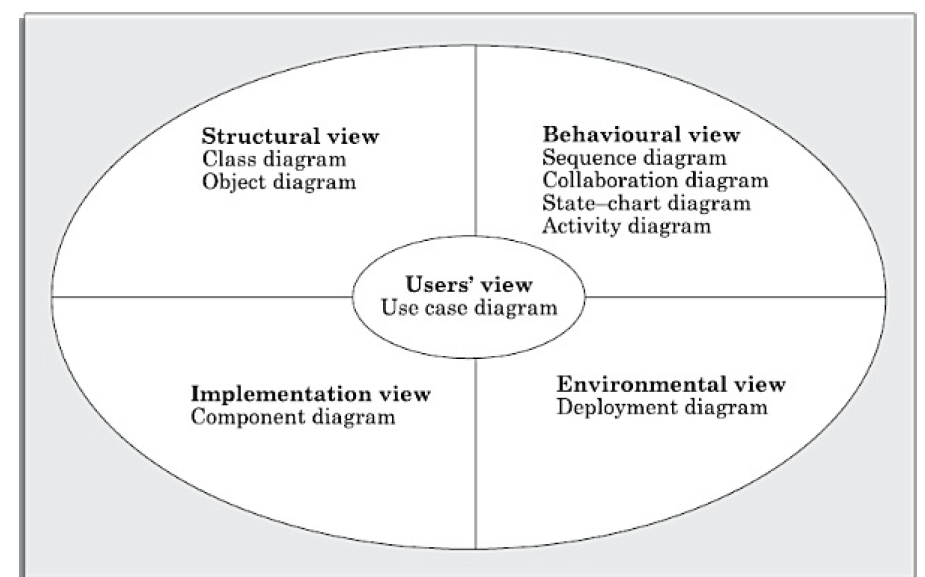 Structural view
Class diagram
Object diagram
Behavioural view
Sequence diagram
Collaboration diagram
State–chart diagram
Activity diagram
Users’ view
Use case diagram
Implementation view
Component diagram
Environmental view
Deployment diagram